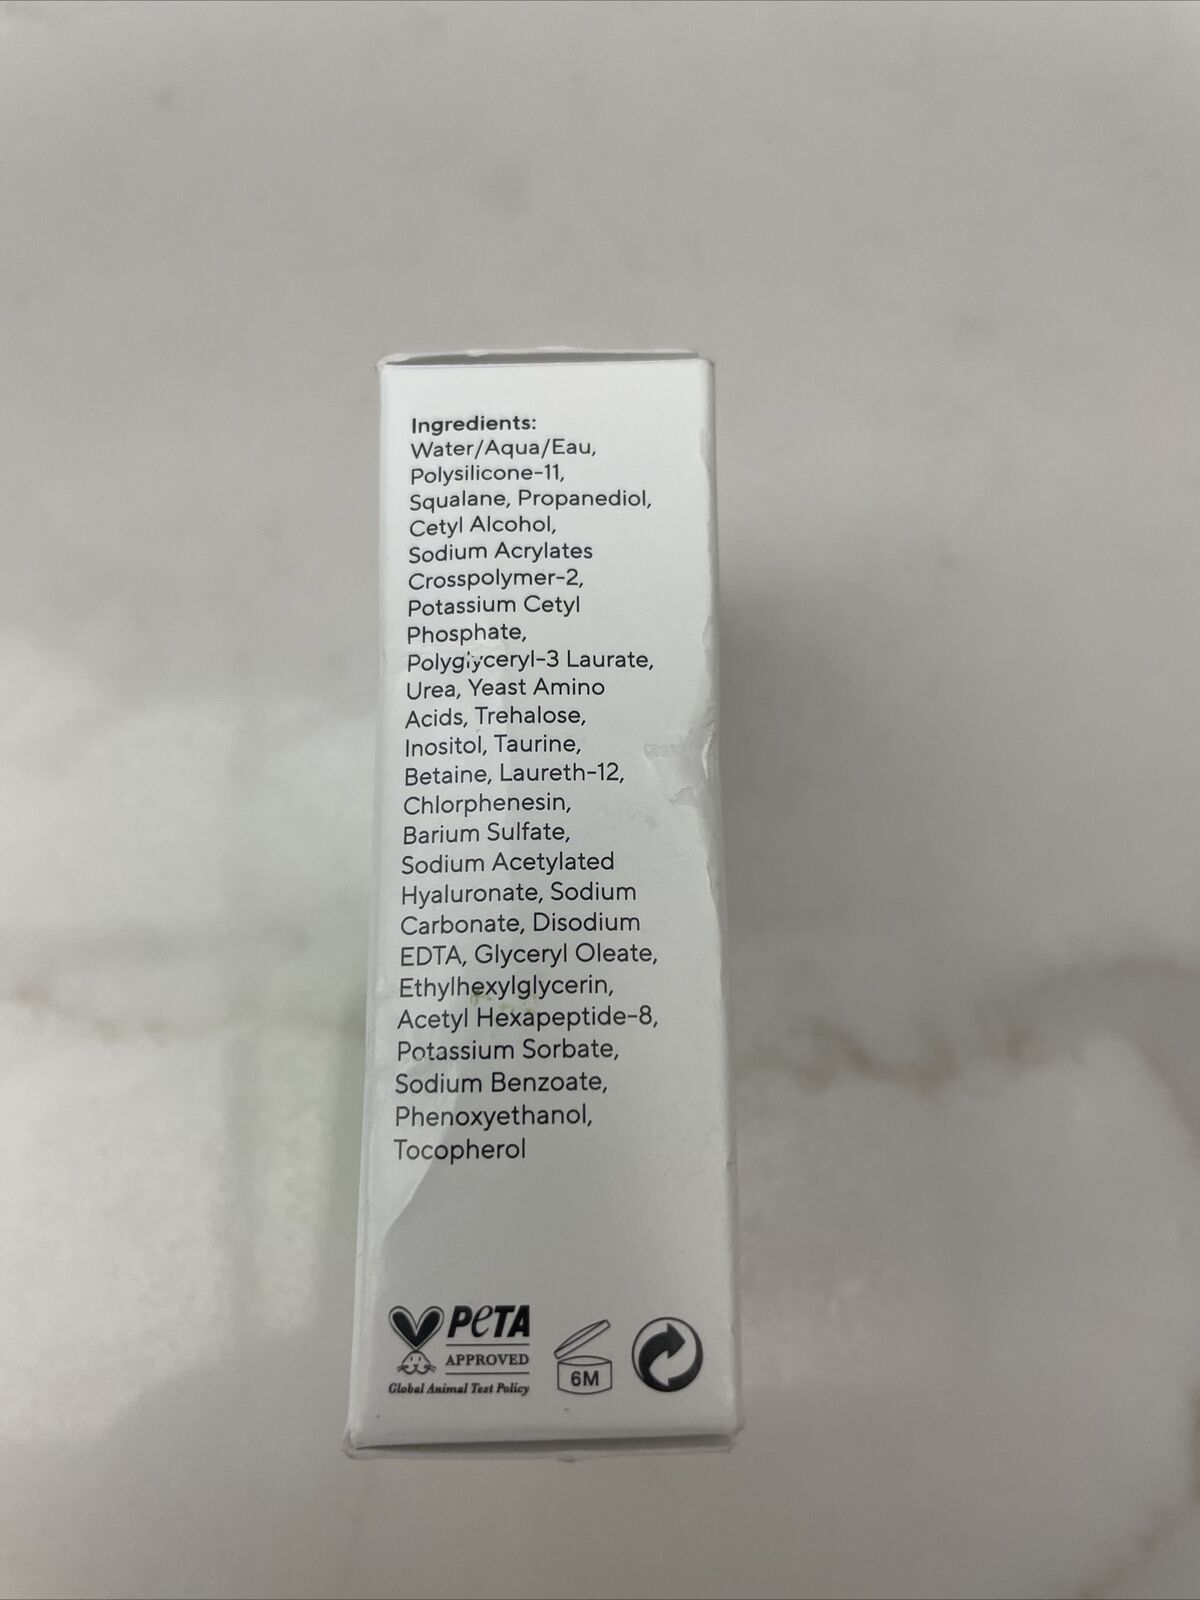 Ingredients:
Water/Aqua/Eau,
Polysilicone-11,
Squalane, Propanediol,
Cetyl Alcohol,
Sodium Acrylates
Crosspolymer-2,
Potassium Cetyl
Phosphate,
Polyglyceryl-3 Laurate,
Urea, Yeast Amino
Acids, Trehalose,
Inositol, Taurine,
Betaine, Laureth-12,
Chlorphenesin,
Barium Sulfate,
Sodium Acetylated
Hyaluronate, Sodium
Carbonate, Disodium
EDTA, Glyceryl Oleate,
Ethylhexylglycerin,
Acetyl Hexapeptide-8,
Potassium Sorbate,
Sodium Benzoate,
Phenoxyethanol,
Tocopherol
PeTA
APPROVED
Global Animal Test Policy
6M